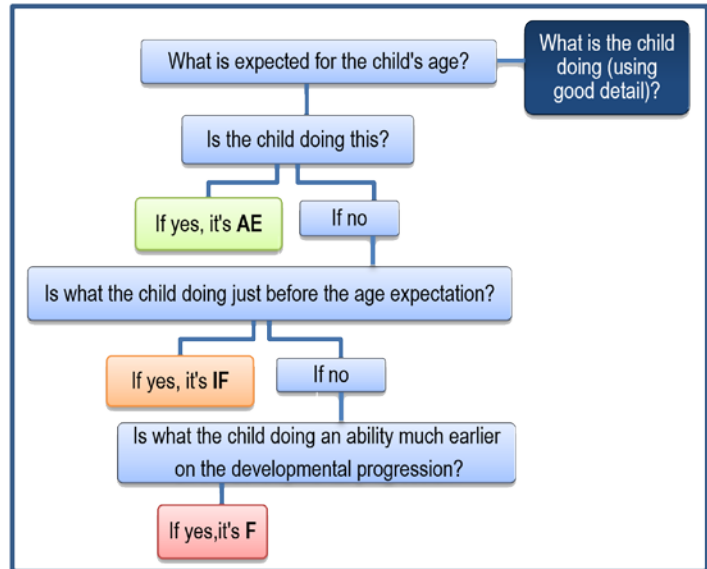 What is expected for the child's age?
What is the child
doing (using
good detail)?
Is the child doing this?
If yes, it's AE
If no
Is what the child doing just before the age expectation?
If yes, it's IF
If no
Is what the child doing an ability much earlier
on the developmental progression?
If yes,it's F